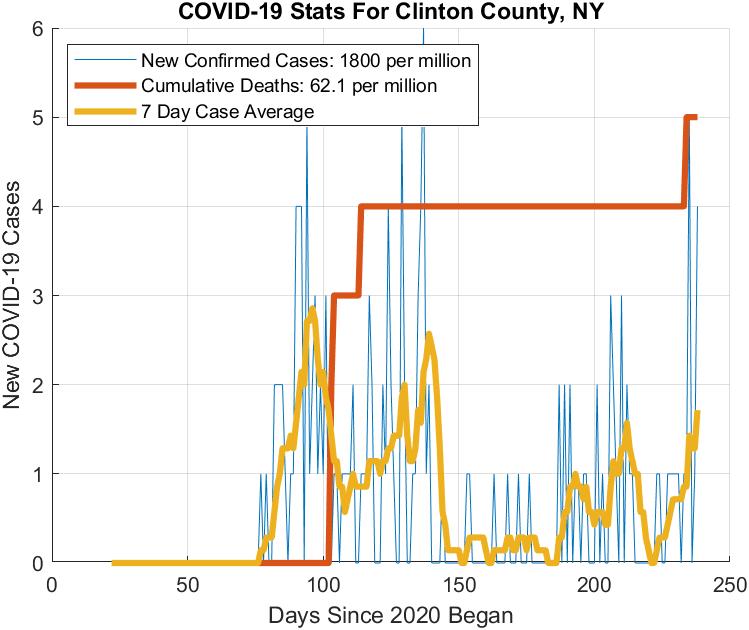 COVID-19 Stats For Clinton County, NY
New Confirmed Cases: 1800 per million
Cumulative Deaths: 62.1 per million
7 Day Case Average
New COVID-19 Cases
6
5
4
3
2
1
0
0 50 100 150 200 250
Days Since 2020 Began